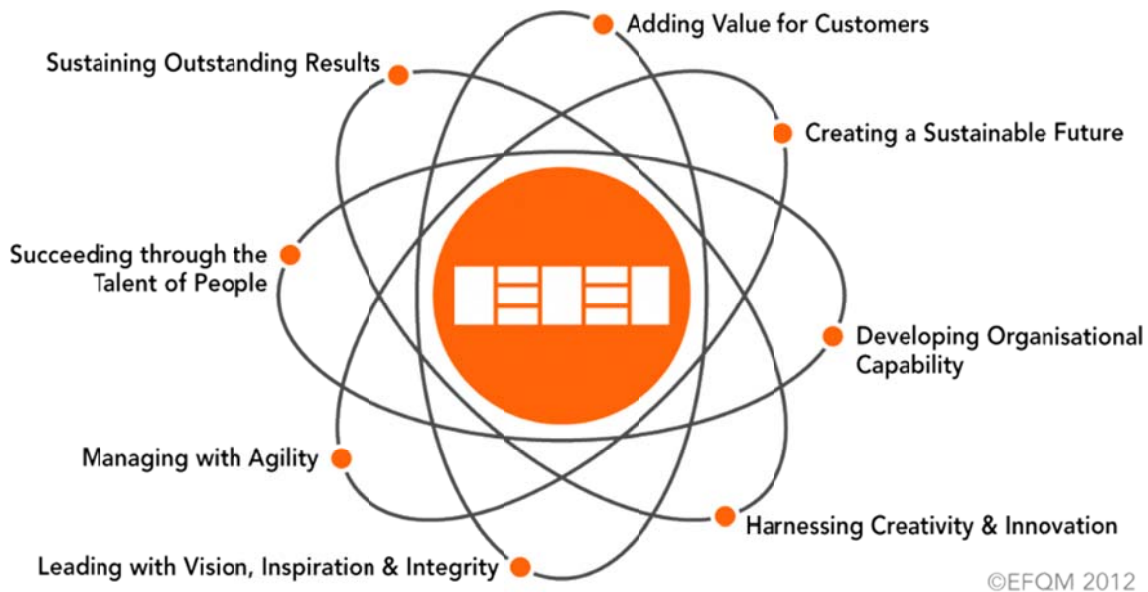 Adding Value for Customers
Sustaining Outstanding Results
Creating a Sustainable Future
Succeeding through the
Talent of People
Developing Organisational
Capability
Managing with Agility
Harnessing Creativity & Innovation
Leading with Vision, Inspiration & Integrity
©EFQM 2012